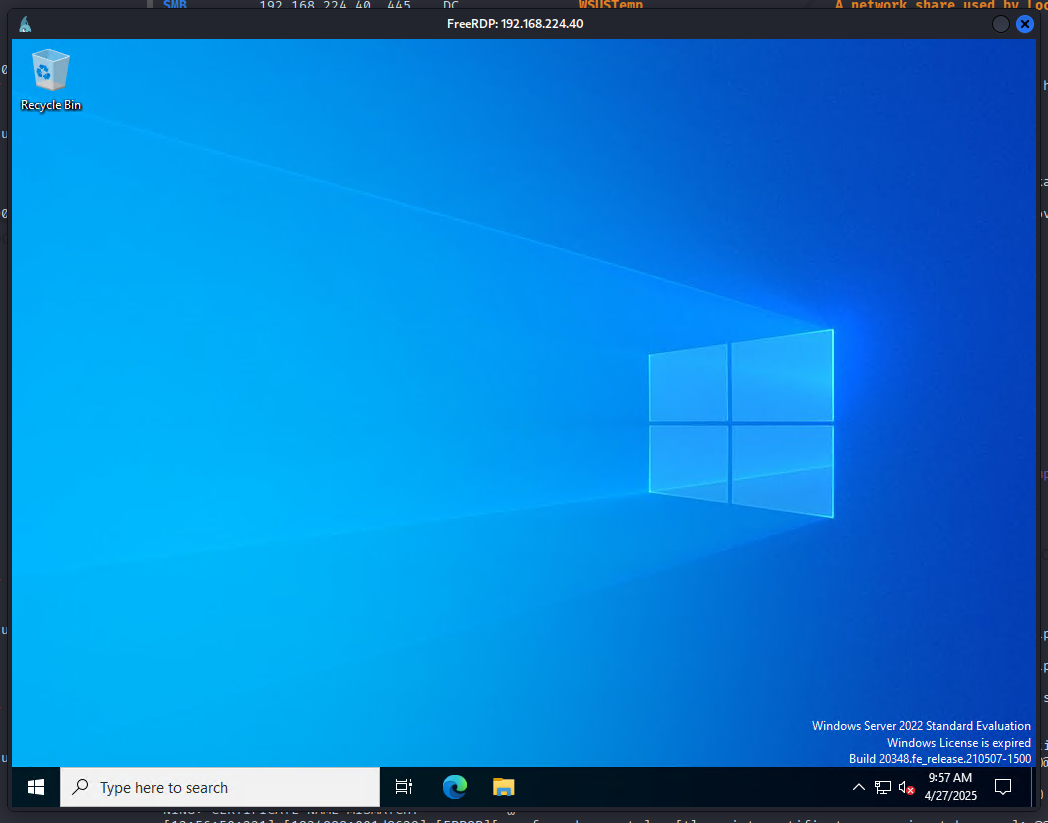 SMB 192.168.224.40 445 DC WSUSTemp A network share used by Loc
FreeRDP: 192.168.224.40
Recycle Bin
Windows Server 2022 Standard Evaluation
Windows License is expired
Build 20348.fe_release.210507-1500
Type here to search
9:57 AM
4/27/2025